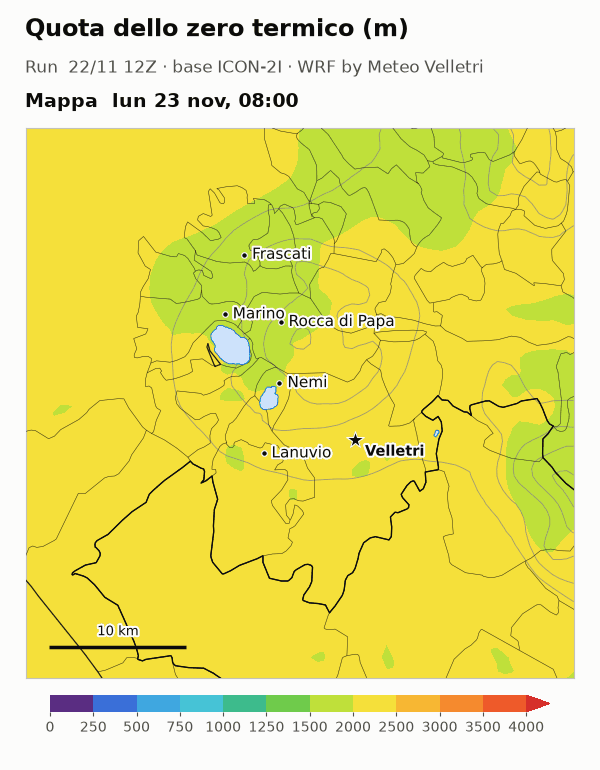 Quota dello zero termico (m)
Run  22/11 12Z · base ICON-2I · WRF by Meteo Velletri
Mappa  lun 23 nov, 08:00
Frascati
Marino
Rocca di Papa
Nemi
Lanuvio
Velletri
10 km
0 250 500 750 1000 1250 1500 2000 2500 3000 3500 4000